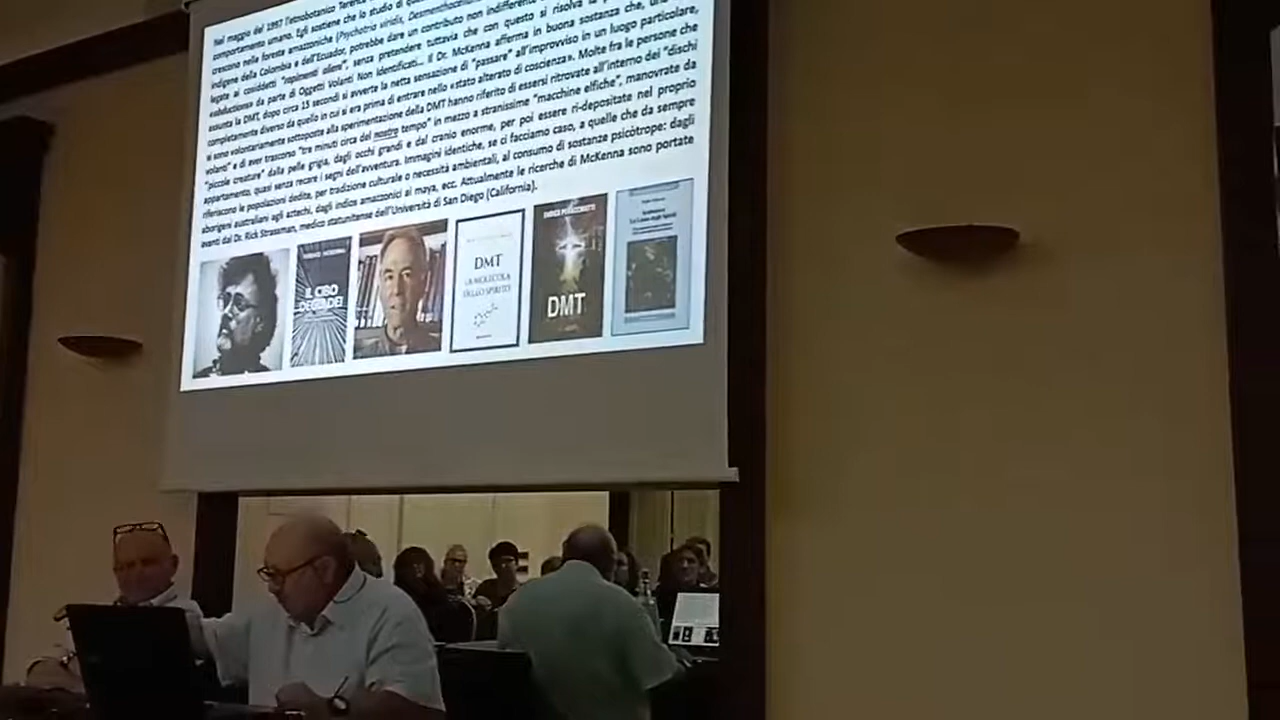 Nel maggio del 1997 l'etnobotanico Terence
comportamento umano. Egli sostiene che lo studio di
crescono nelle foreste amazzoniche (Psychotria viridis,
indigene della Colombia e dell'Ecuador, potrebbe dare un contributo non indifferente
legate ai cosiddetti "rapimenti alieni", senza pretendere tuttavia che con questo si risolva
da parte di Oggetti Volanti Non Identificati... Il Dr. McKenna afferma in buona sostanza che, una
assunta la DMT, dopo circa 15 secondi si avverte la netta sensazione di "passare" all'improvviso in un luogo particolare,
completamente diverso da quello in cui si era prima di entrare nello «stato alterato di coscienza». Molte fra le persone che
si sono volontariamente sottoposte alla sperimentazione della DMT hanno riferito di essersi ritrovate all'interno dei "dischi
volanti" e di aver trascorso "tre minuti circa del nostro tempo" in mezzo a stranissime "macchine elfiche", manovrate da
"piccole creature" dalla pelle grigia, dagli occhi grandi e dal cranio enorme, per poi essere ri-depositate nel proprio
appartamento, quasi senza recare i segni dell'avventura. Immagini identiche, se ci facciamo caso, a quelle che da sempre
riferiscono le popolazioni dedite, per tradizione culturale o necessità ambientali, al consumo di sostanze psicòtrope: dagli
aborigeni australiani agli aztechi, dagli indios amazzonici ai maya, ecc. Attualmente le ricerche di McKenna sono portate
avanti dal Dr. Rick Strassman, medico statunitense dell'Università di San Diego (California).
IL CIBO
DEGLI DEI
DMT
LA MOLECOLA
DELLO SPIRITO
DMT